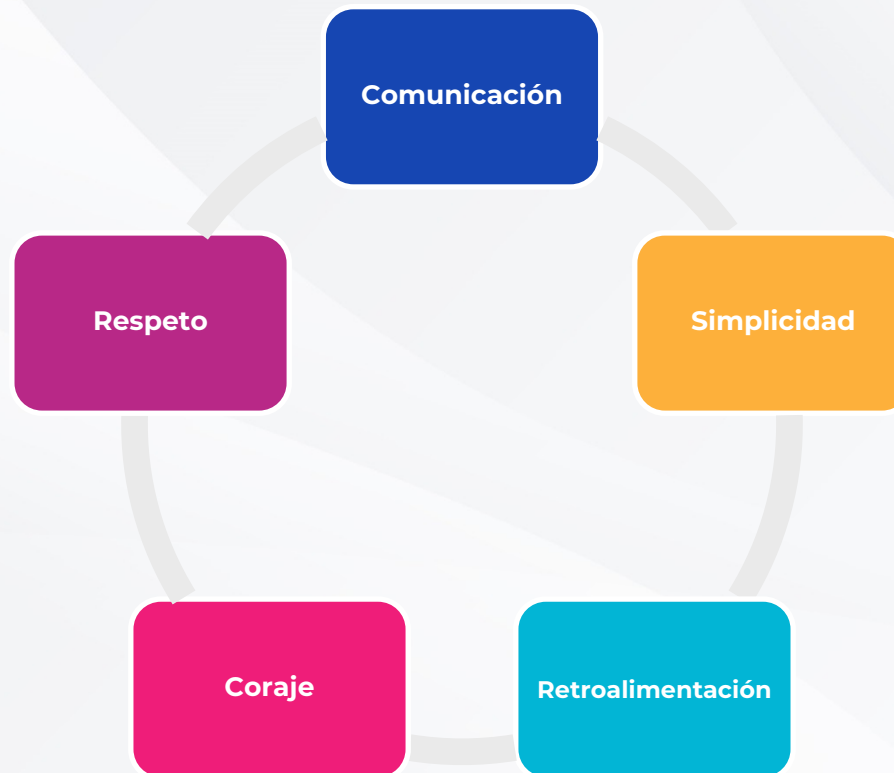 Comunicación
Respeto
Simplicidad
Coraje
Retroalimentación